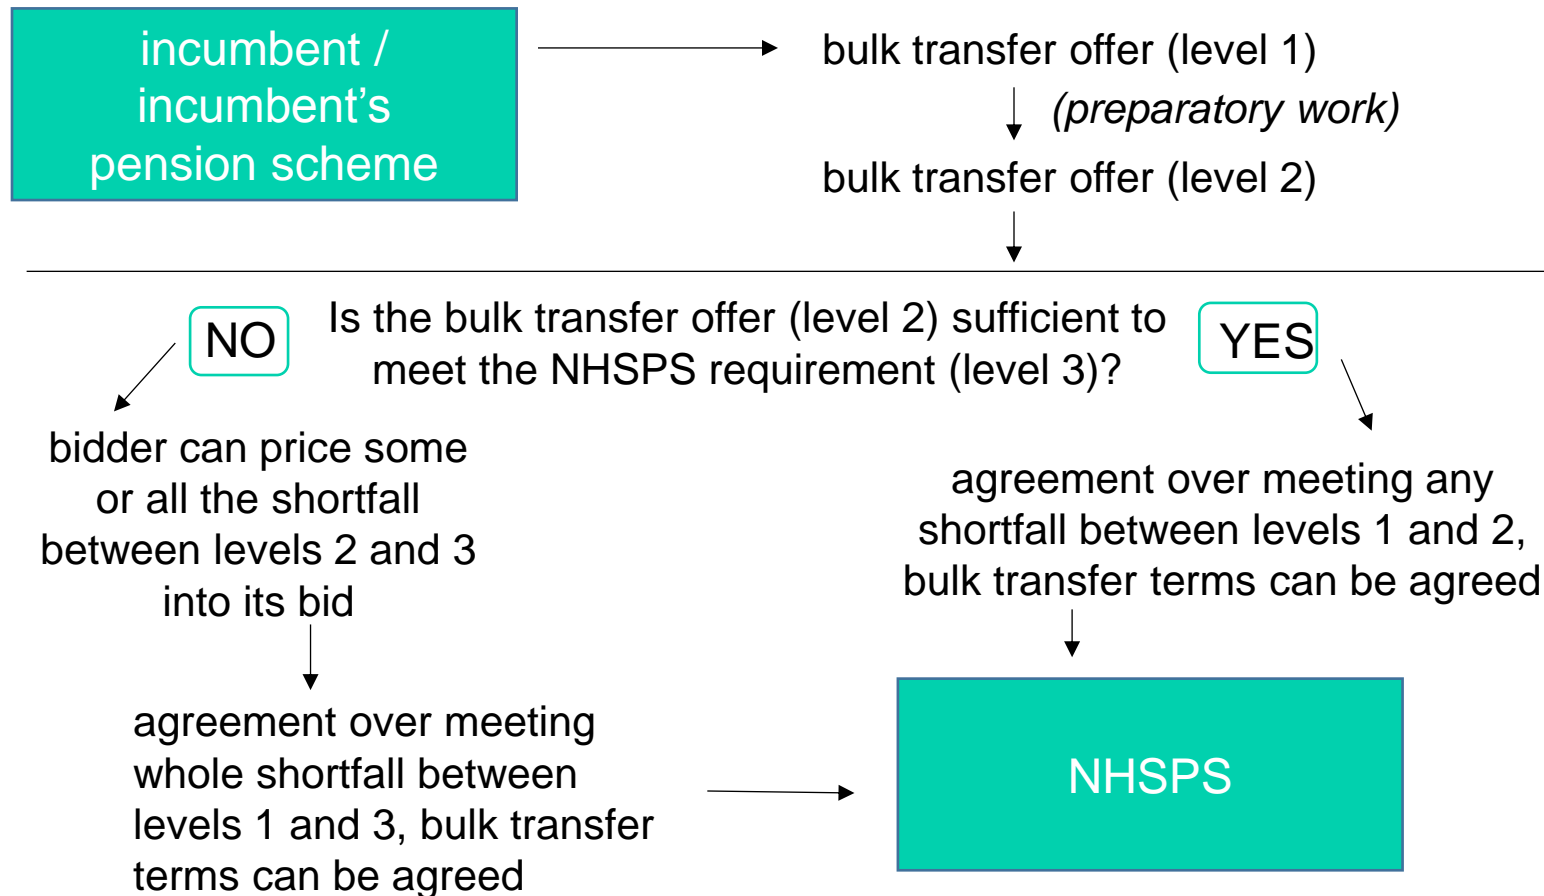 incumbent /
incumbent's
pension scheme
bulk transfer offer (level 1)
(preparatory work)
bulk transfer offer (level 2)
NO
Is the bulk transfer offer (level 2) sufficient to
meet the NHSPS requirement (level 3)?
YES
bidder can price some
or all the shortfall
between levels 2 and 3
into its bid
agreement over meeting any
shortfall between levels 1 and 2,
bulk transfer terms can be agreed
agreement over meeting
whole shortfall between
levels 1 and 3, bulk transfer
terms can be agreed
NHSPS